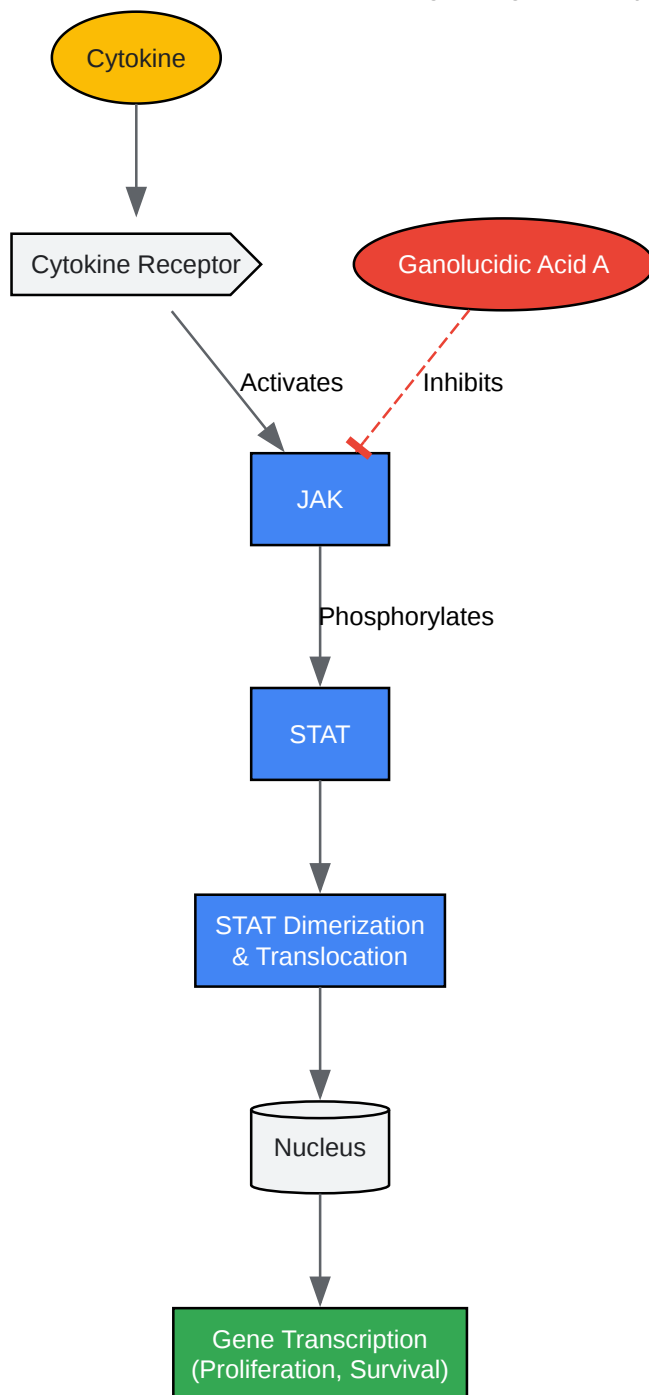 Cytokine
Cytokine Receptor
Ganolucidic Acid A
Activates
Inhibits
JAK
Phosphorylates
STAT
STAT Dimerization
& Translocation
Nucleus
Gene Transcription
(Proliferation, Survival)